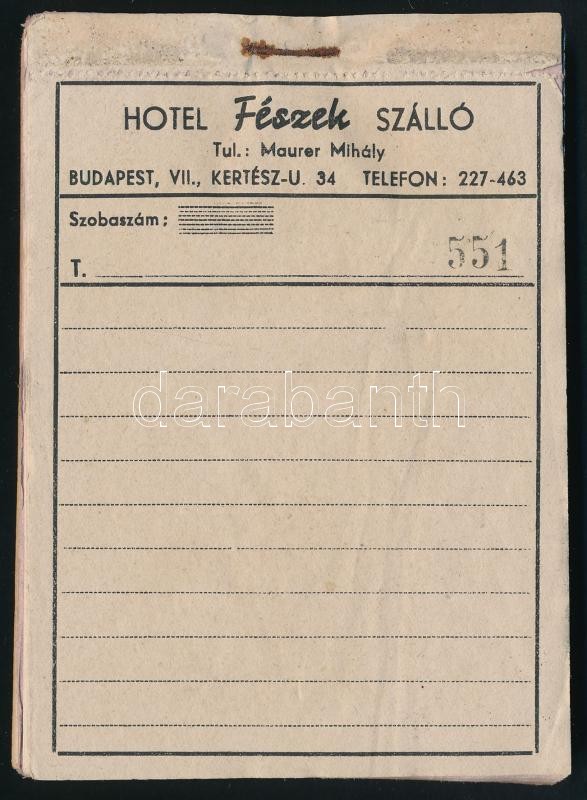 HOTEL Fészek SZÁLLÓ
Tul.: Maurer Mihály
BUDAPEST, VII., KERTÉSZ-U. 34 TELEFON: 227-463
Szobaszám:
551
T.
darabanth